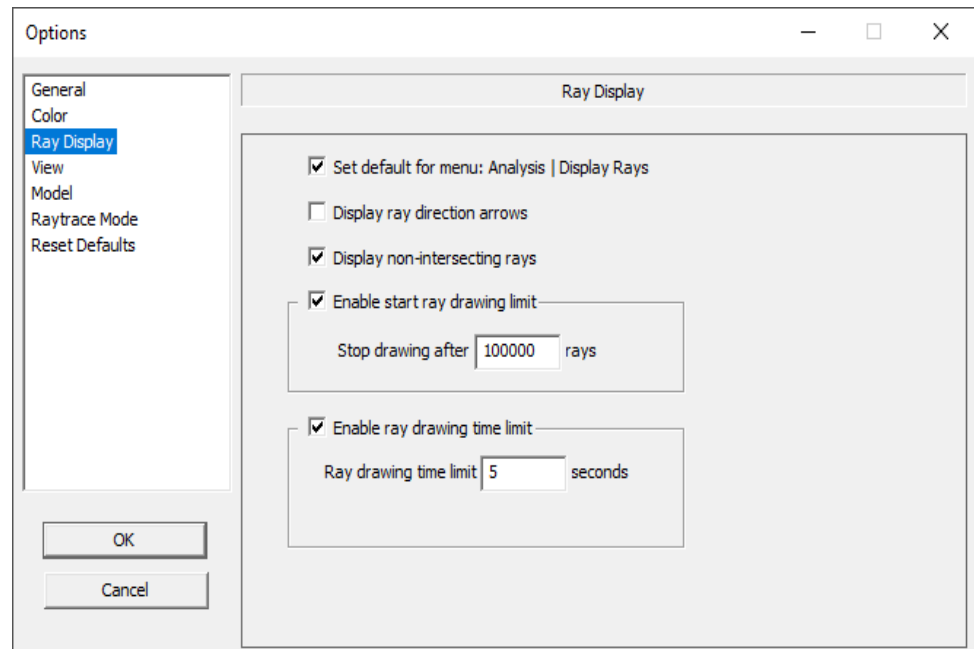 Options
General
Color
Ray Display
View
Model
Raytrace Mode
Reset Defaults
OK
Cancel
Ray Display
Set default for menu: Analysis | Display Rays
Display ray direction arrows
Display non-intersecting rays
Enable start ray drawing limit
Stop drawing after 100000 rays
Enable ray drawing time limit
Ray drawing time limit 5 seconds